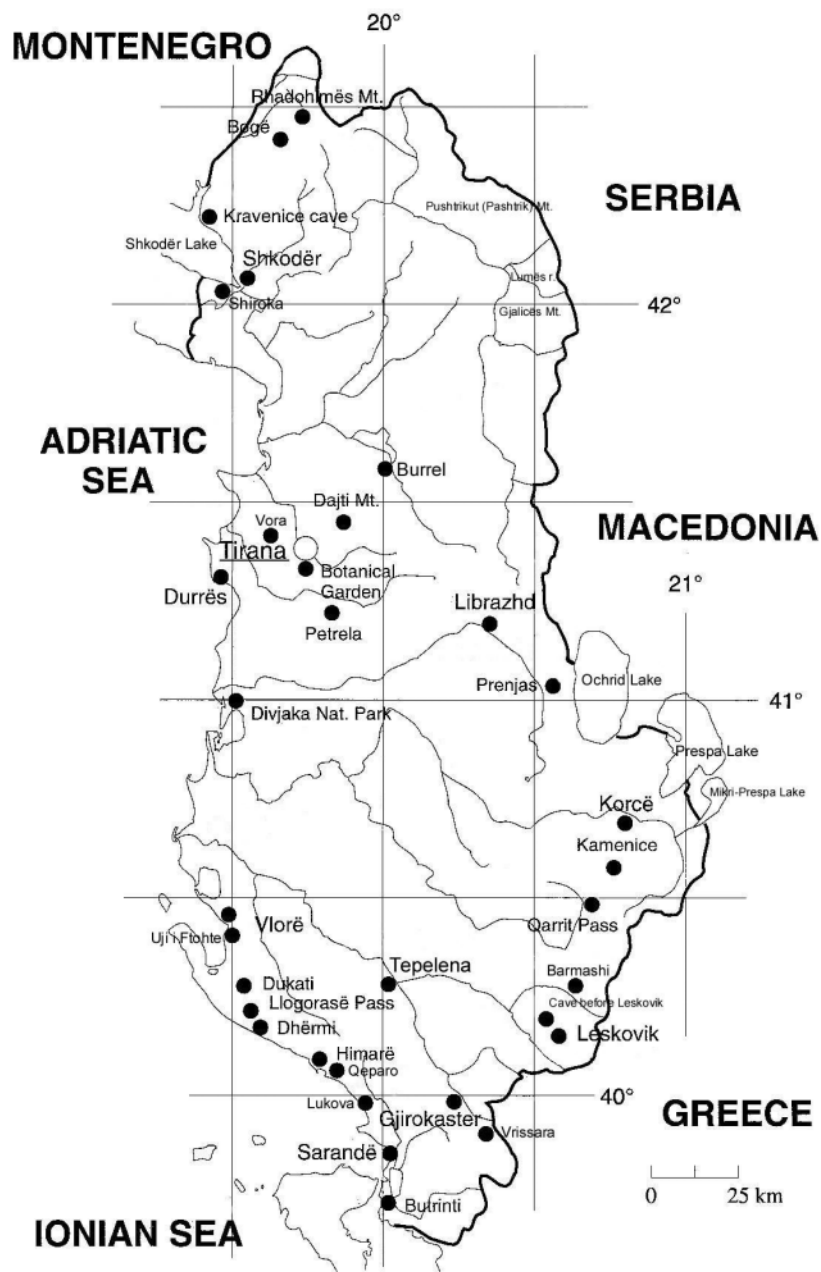 20°
MONTENEGRO
Rhadohimës Mt.
Bogë
SERBIA
Pushtrikut (Pashtrik) Mt.
Kravenice cave
Shkodër Lake
Shkodër
Lumës r.
Shiroka
42°
Gjalicës Mt.
ADRIATIC
SEA
Burrel
Dajti Mt.
Vora
MACEDONIA
Tirana
Botanical
Garden
21°
Durrës
Librazhd
Petrela
Prenjas
Ochrid Lake
41°
Divjaka Nat. Park
Prespa Lake
Mikri-Prespa Lake
Korcë
Kamenice
Vlorë
Qarrit Pass
Uji'i Ftohte
Tepelena
Barmashi
Dukati
Cave before Leskovik
Llogorasë Pass
Dhërmi
Leskovik
Himarë
Qeparo
40°
Lukova
Gjirokaster
GREECE
Vrissara
Sarandë
0 25 km
Butrinti
IONIAN SEA